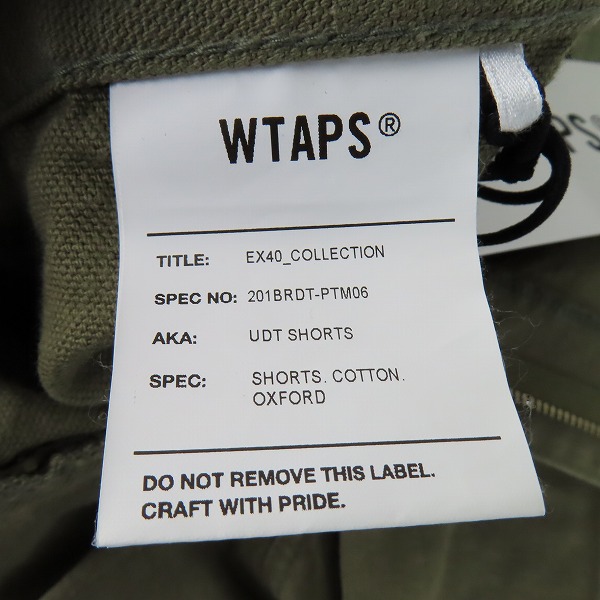 WTAPS®
TITLE: EX40_COLLECTION
SPEC NO: 201BRDT-PTM06
AKA: UDT SHORTS
SPEC: SHORTS. COTTON.
OXFORD
DO NOT REMOVE THIS LABEL.
CRAFT WITH PRIDE.
APS